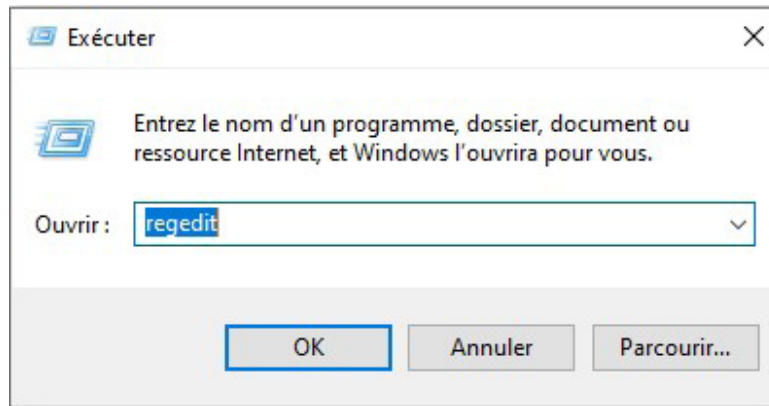 Exécuter
Entrez le nom d'un programme, dossier, document ou
ressource Internet, et Windows l'ouvrira pour vous.
Ouvrir : regedit
OK Annuler Parcourir...